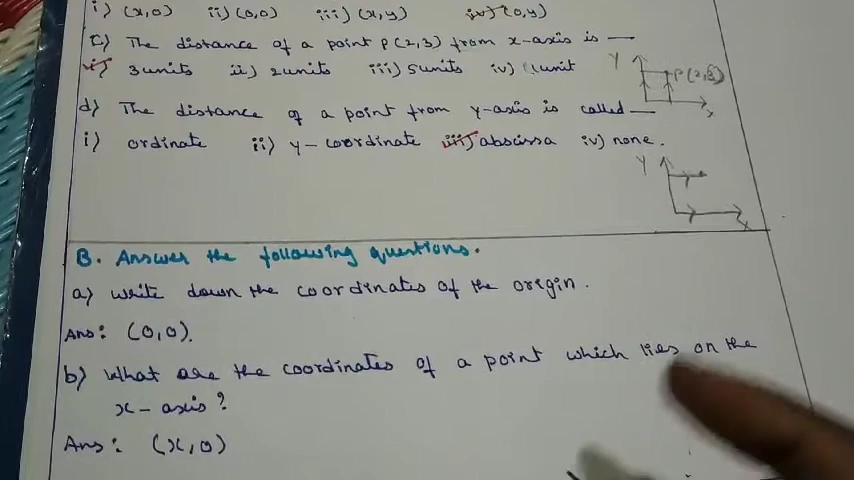 i) (x,0) ii) (0,0) iii) (x,y) iv) (0,y)
c) The distance of a point P(2,3) from x-axis is —
i) 3units ii) 2units iii) 5units iv) 1unit
Y P(2,3)
X
d) The distance of a point from y-axis is called —
i) ordinate ii) y-coordinate iii) abscissa iv) none.
Y
X
B. Answer the following questions.
a) write down the coordinates of the origin.
Ans: (0,0).
b) What are the coordinates of a point which lies on the
x-axis?
Ans: (x,0)